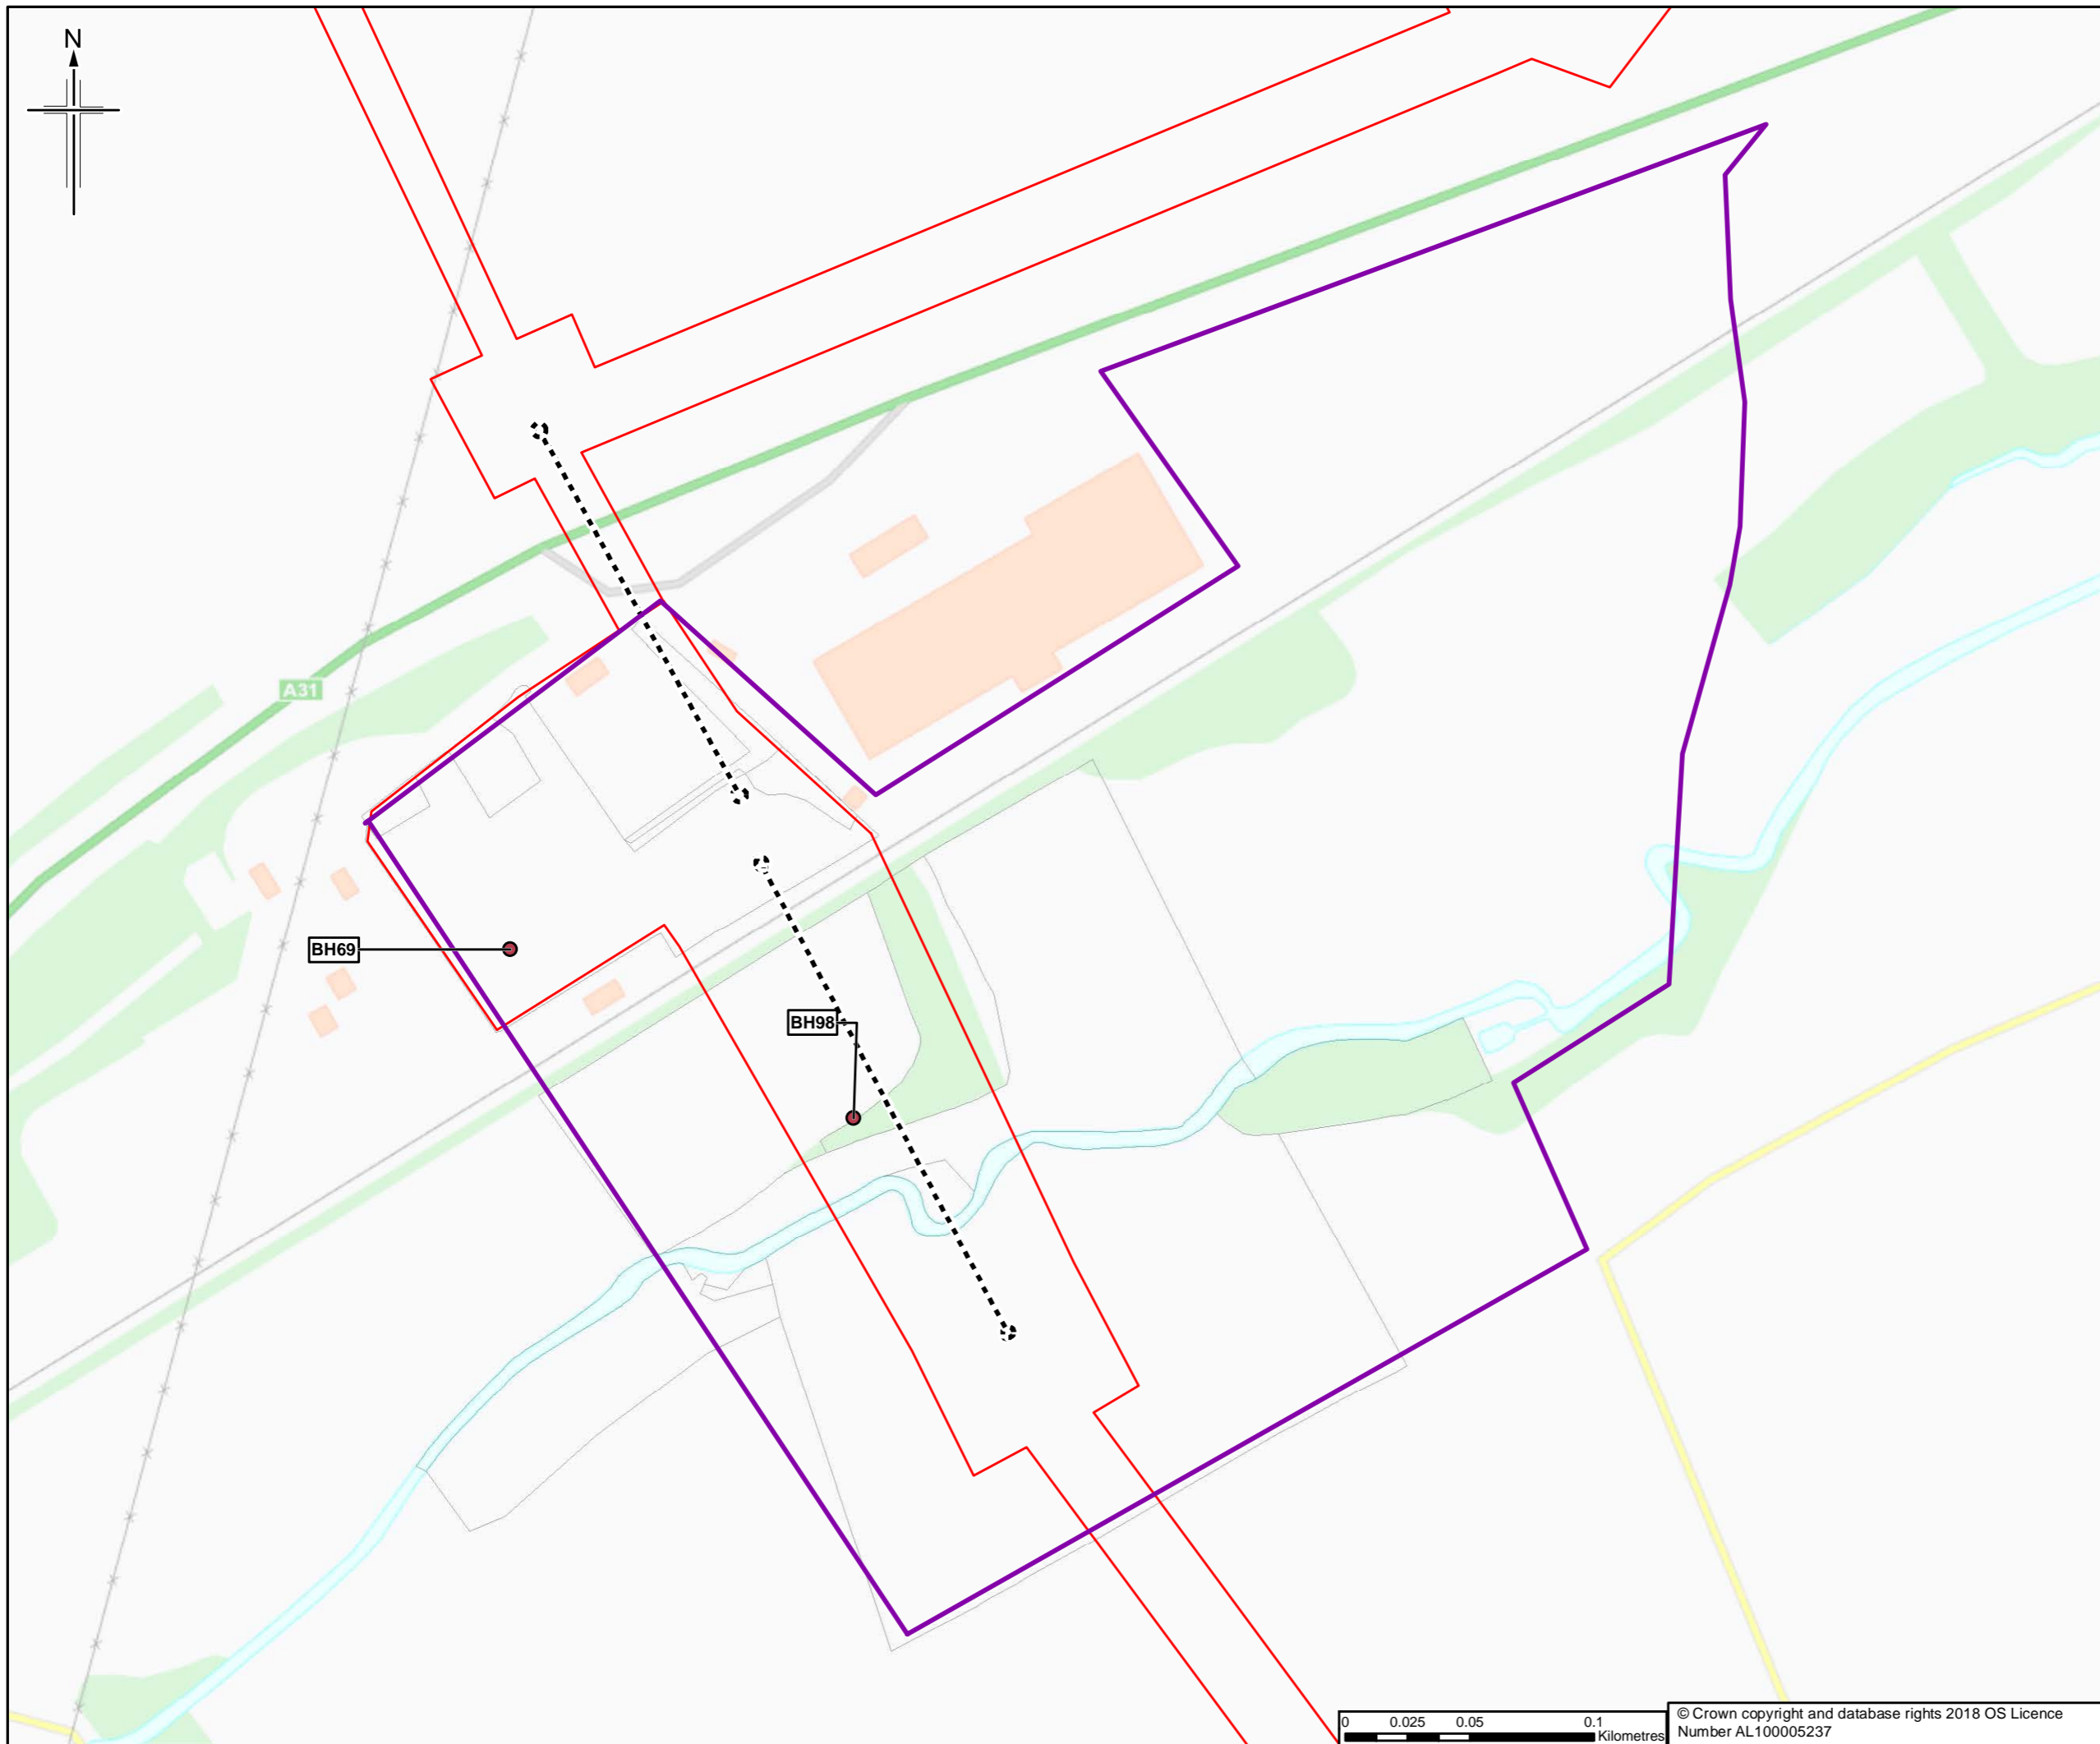 N
A31
BH69
BH98
0 0.025 0.05 0.1
Kilometres
© Crown copyright and database rights 2018 OS Licence
Number AL100005237